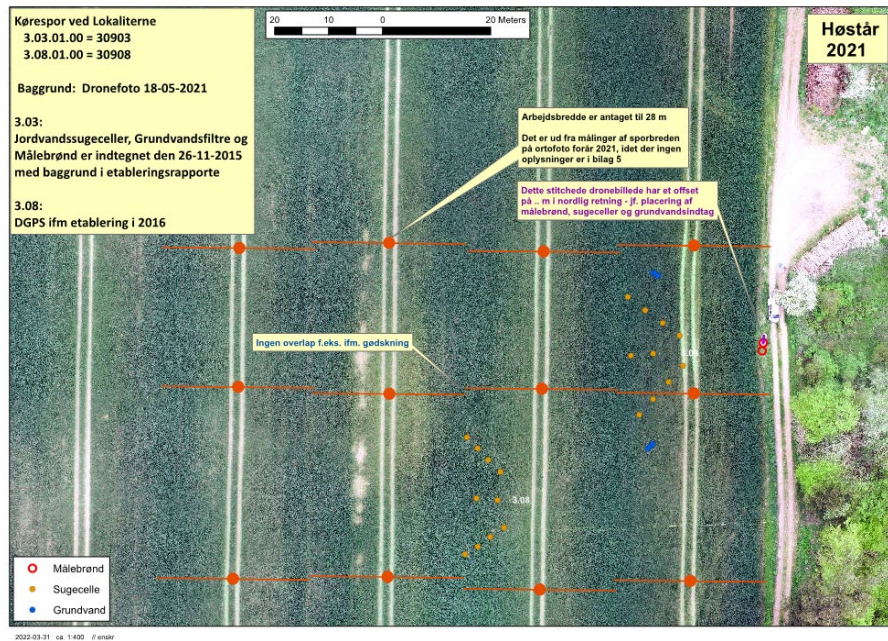 Kørespor ved Lokaliterne
3.03.01.00 = 30903
3.08.01.00 = 30908
Baggrund: Dronefoto 18-05-2021
3.03:
Jordvandssugeceller, Grundvandsfiltre og
Målebrønd er indtegnet den 26-11-2015
med baggrund i etableringsrapporte
3.08:
DGPS ifm etablering i 2016
20 10 0 20 Meters
Høstår
2021
Arbejdsbredde er antaget til 28 m
Det er ud fra målinger af sporbreden
på ortofoto forår 2021, idet der ingen
oplysninger er i bilag 5
Dette stitchede dronebillede har et offset
på .. m i nordlig retning - jf. placering af
målebrønd, sugeceller og grundvandsindtag
Ingen overlap f.eks. ifm. gødskning
3.03
3.08
Målebrønd
Sugecelle
Grundvand
2022-03-31 ca. 1:400 // enskr